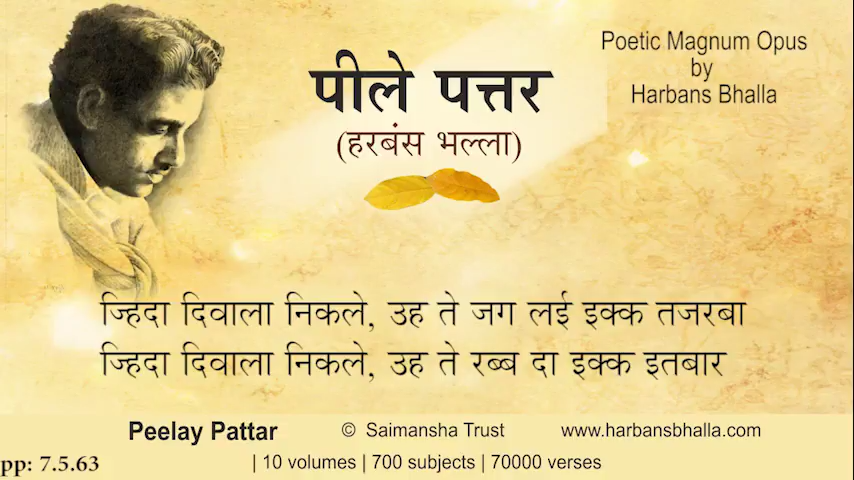 पीले पत्तर
(हरबंस भल्ला)
Poetic Magnum Opus
by
Harbans Bhalla
ज्हिदा दिवाला निकले, उह ते जग लई इक्क तजरबा
ज्हिदा दिवाला निकले, उह ते रब्ब दा इक्क इतबार
Peelay Pattar © Saimansha Trust www.harbansbhalla.com
pp: 7.5.63 | 10 volumes | 700 subjects | 70000 verses